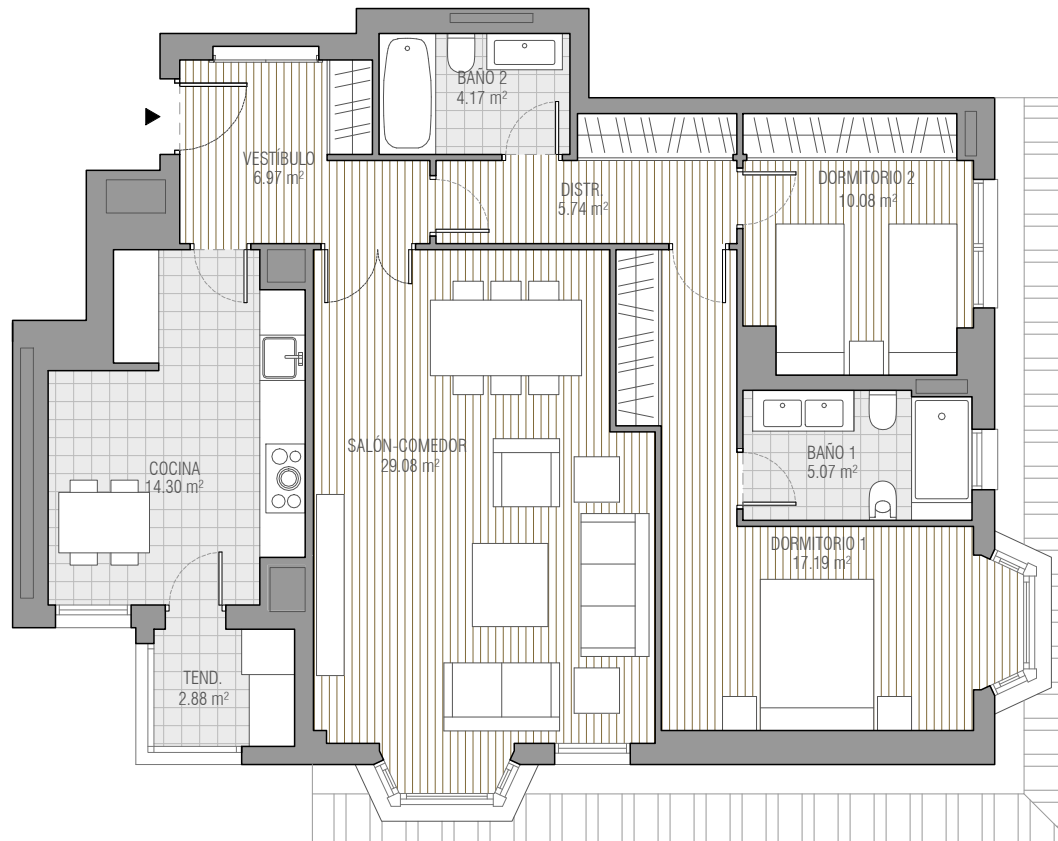 BAÑO 2
4.17 m²
VESTÍBULO
6.97 m²
DISTR.
5.74 m²
DORMITORIO 2
10.08 m²
SALÓN-COMEDOR
29.08 m²
COCINA
14.30 m²
BAÑO 1
5.07 m²
DORMITORIO 1
17.19 m²
TEND.
2.88 m²